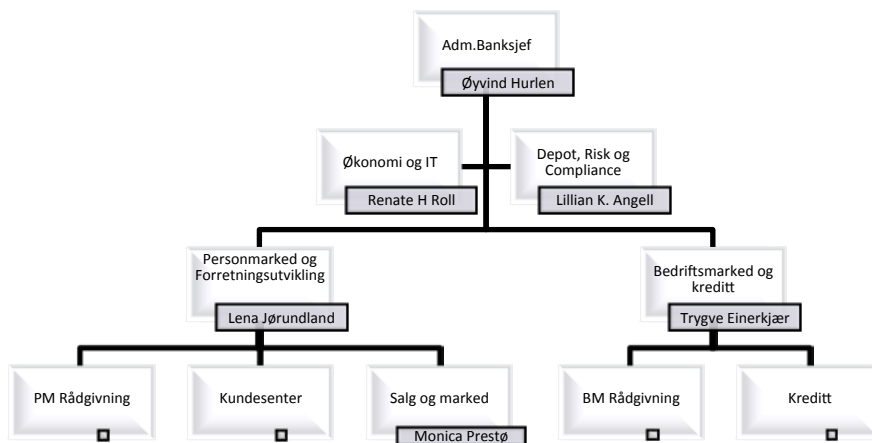 Adm.Banksjef
Øyvind Hurlen
Økonomi og IT
Renate H Roll
Depot, Risk og
Compliance
Lillian K. Angell
Personmarked og
Forretningsutvikling
Lena Jørundland
Bedriftsmarked og
kreditt
Trygve Einerkjær
PM Rådgivning
Kundesenter
Salg og marked
Monica Prestø
BM Rådgivning
Kreditt